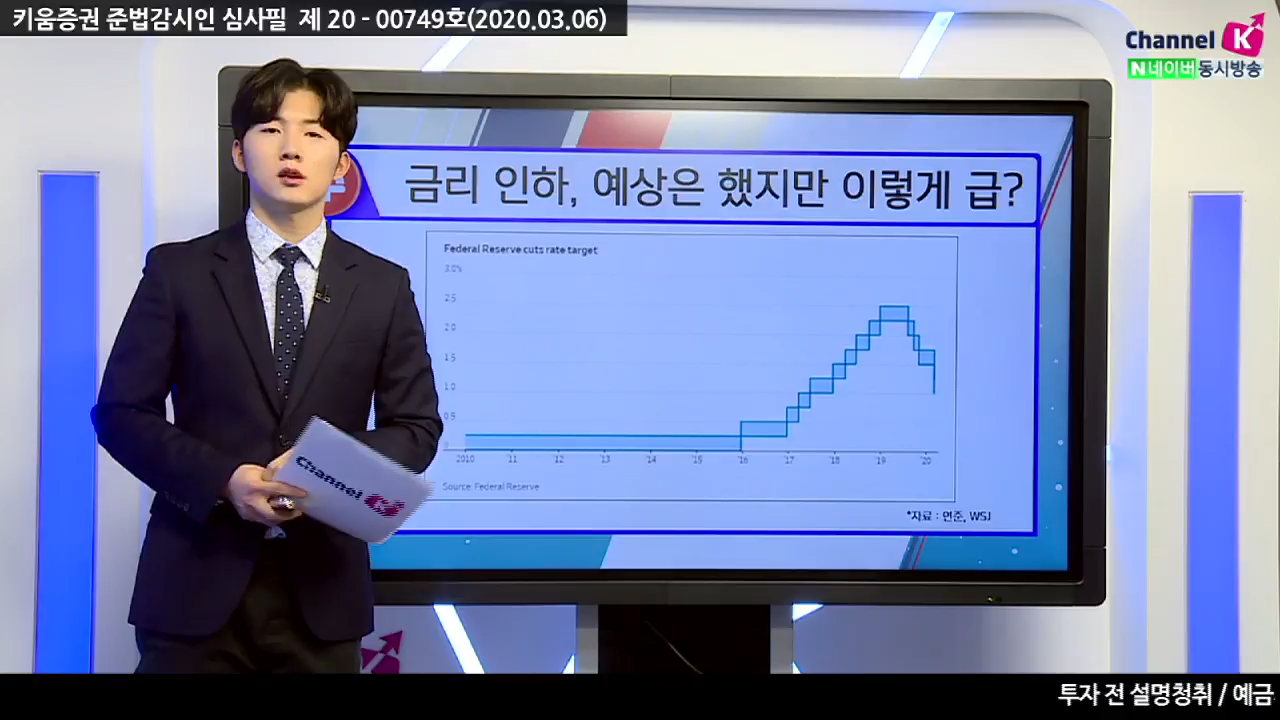 키움증권 준법감시인 심사필 제 20 - 00749호(2020.03.06)
Channel K
N 네이버 동시방송
금리 인하, 예상은 했지만 이렇게 급?
Federal Reserve cuts rate target
3.0%
2.5
2.0
1.5
1.0
0.5
0
2010 '11 '12 '13 '14 '15 '16 '17 '18 '19 '20
Source: Federal Reserve
*자료 : 연준, WSJ
Channel K
투자 전 설명청취 / 예금